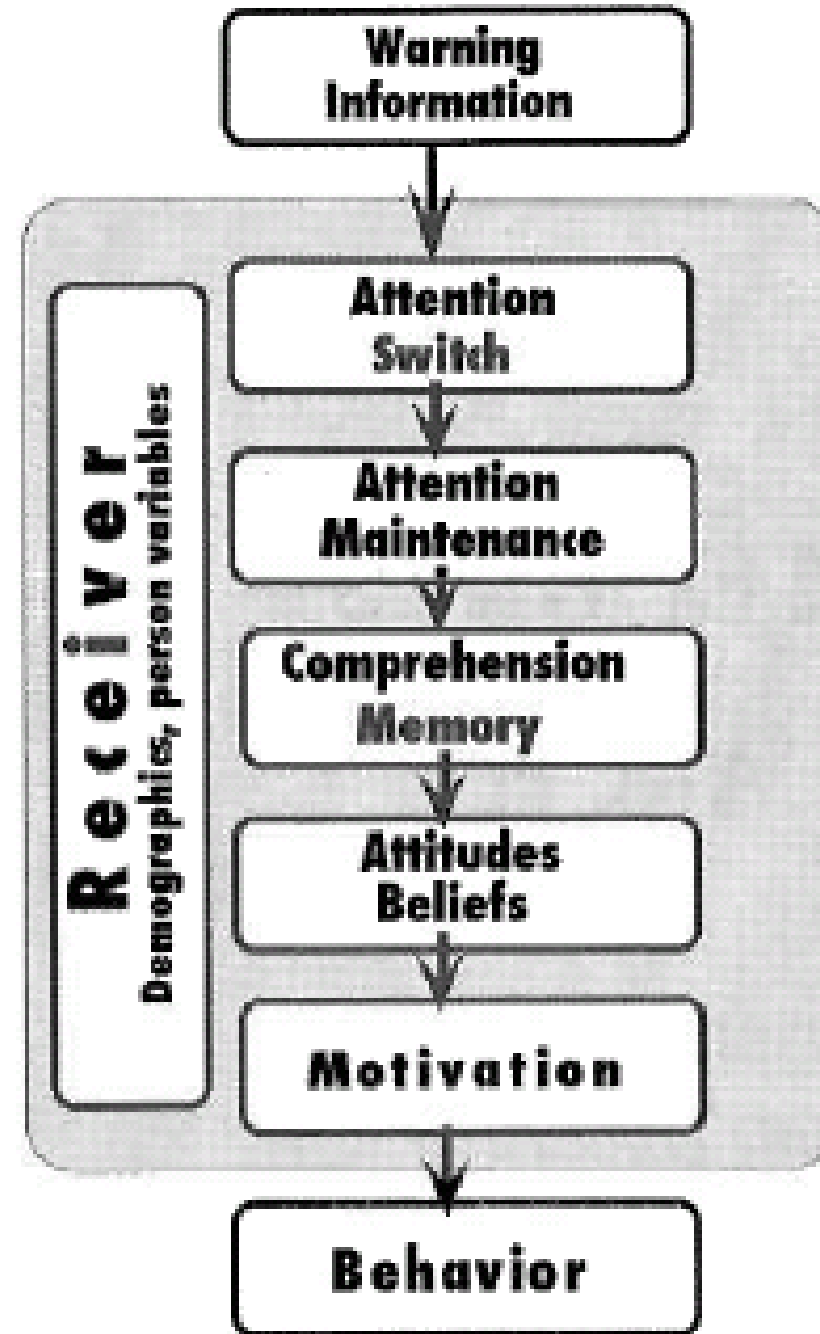 Warning
Information
Attention
Switch
Attention
Maintenance
Comprehension
Memory
Attitudes
Beliefs
Motivation
Behavior
Receiver
Demographics, person variables